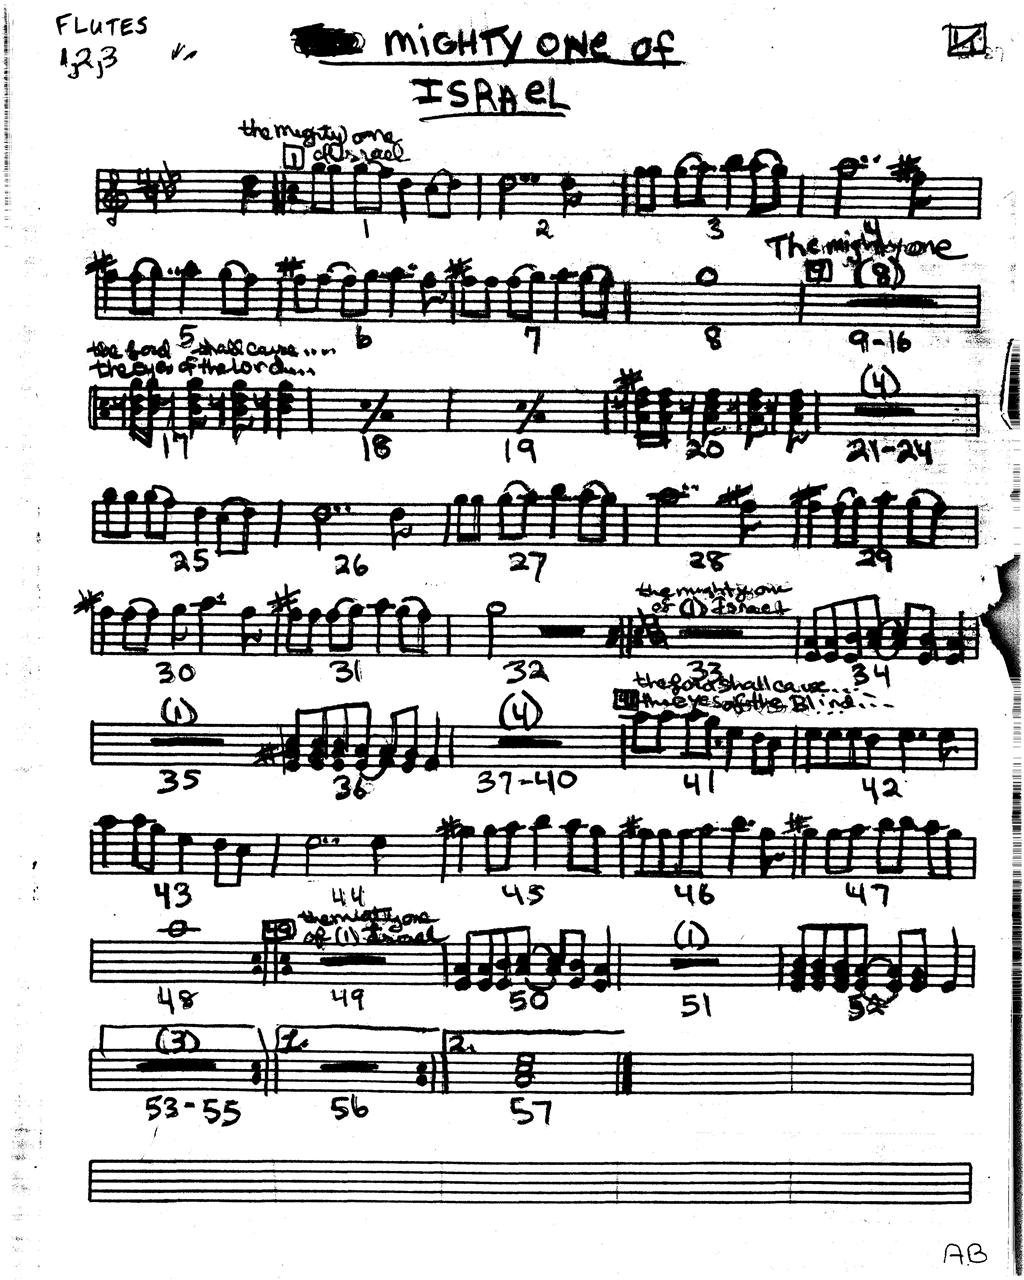 FLUTES
1,2,3
MIGHTY ONE OF
ISRAEL
the mighty one
1 of Israel
1 2 3 4
The mighty one
9 (8)
5 6 7 8 9-16
the Lord shall cause....
the eyes of the Lord....
(4)
17 18 19 20 21-24
25 26 27 28 29
the mighty one
of (1) Israel
30 31 32 33 34
the Lord shall cause....
41 the eyes of the Blind....
(1) (4)
35 36 37-40 41 42
43 44 45 46 47
49 the mighty one
of (1) Israel
(1)
48 49 50 51 52
(3) 1. 2.
53-55 56 57
AB